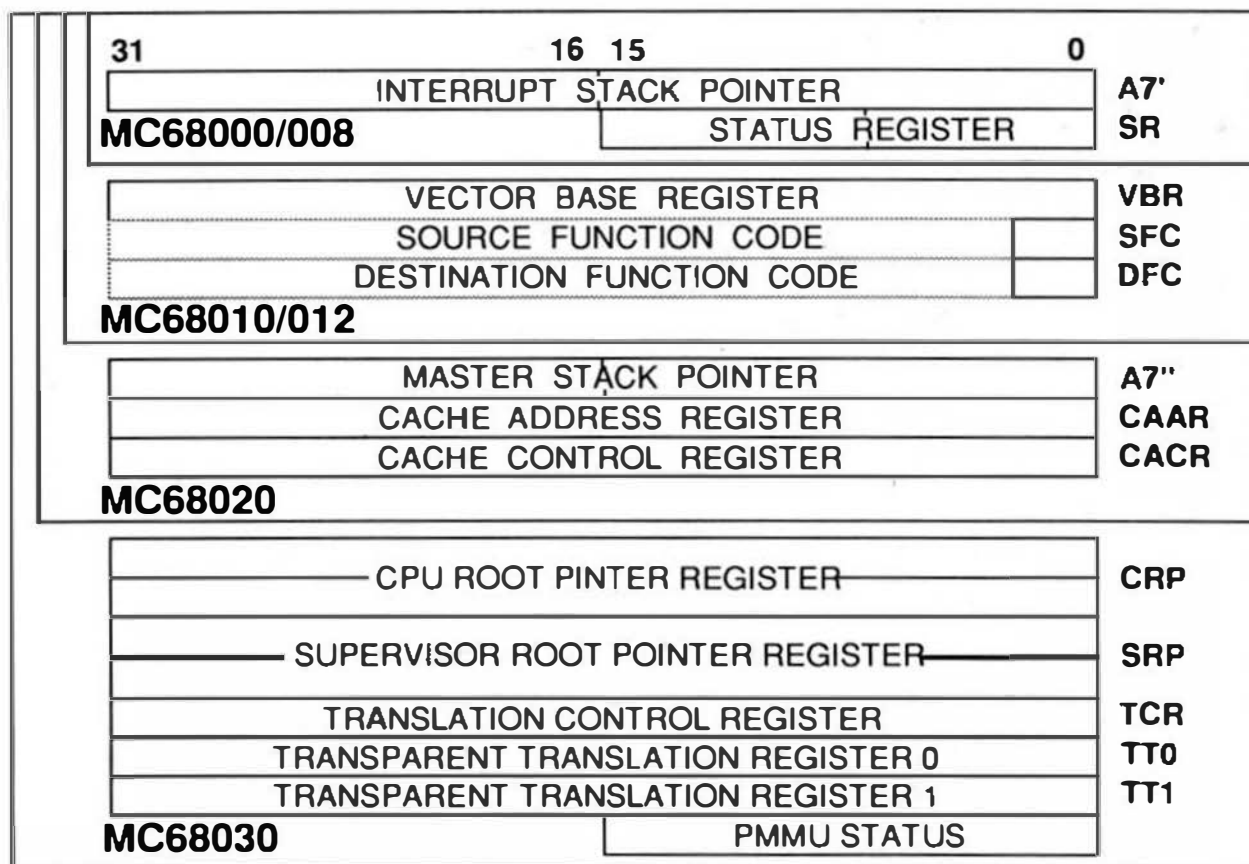 31 16 15 0
INTERRUPT STACK POINTER A7'
MC68000/008 STATUS REGISTER SR
VECTOR BASE REGISTER VBR
SOURCE FUNCTION CODE SFC
DESTINATION FUNCTION CODE DFC
MC68010/012
MASTER STACK POINTER A7"
CACHE ADDRESS REGISTER CAAR
CACHE CONTROL REGISTER CACR
MC68020
CPU ROOT PINTER REGISTER CRP
SUPERVISOR ROOT POINTER REGISTER SRP
TRANSLATION CONTROL REGISTER TCR
TRANSPARENT TRANSLATION REGISTER 0 TT0
TRANSPARENT TRANSLATION REGISTER 1 TT1
MC68030 PMMU STATUS